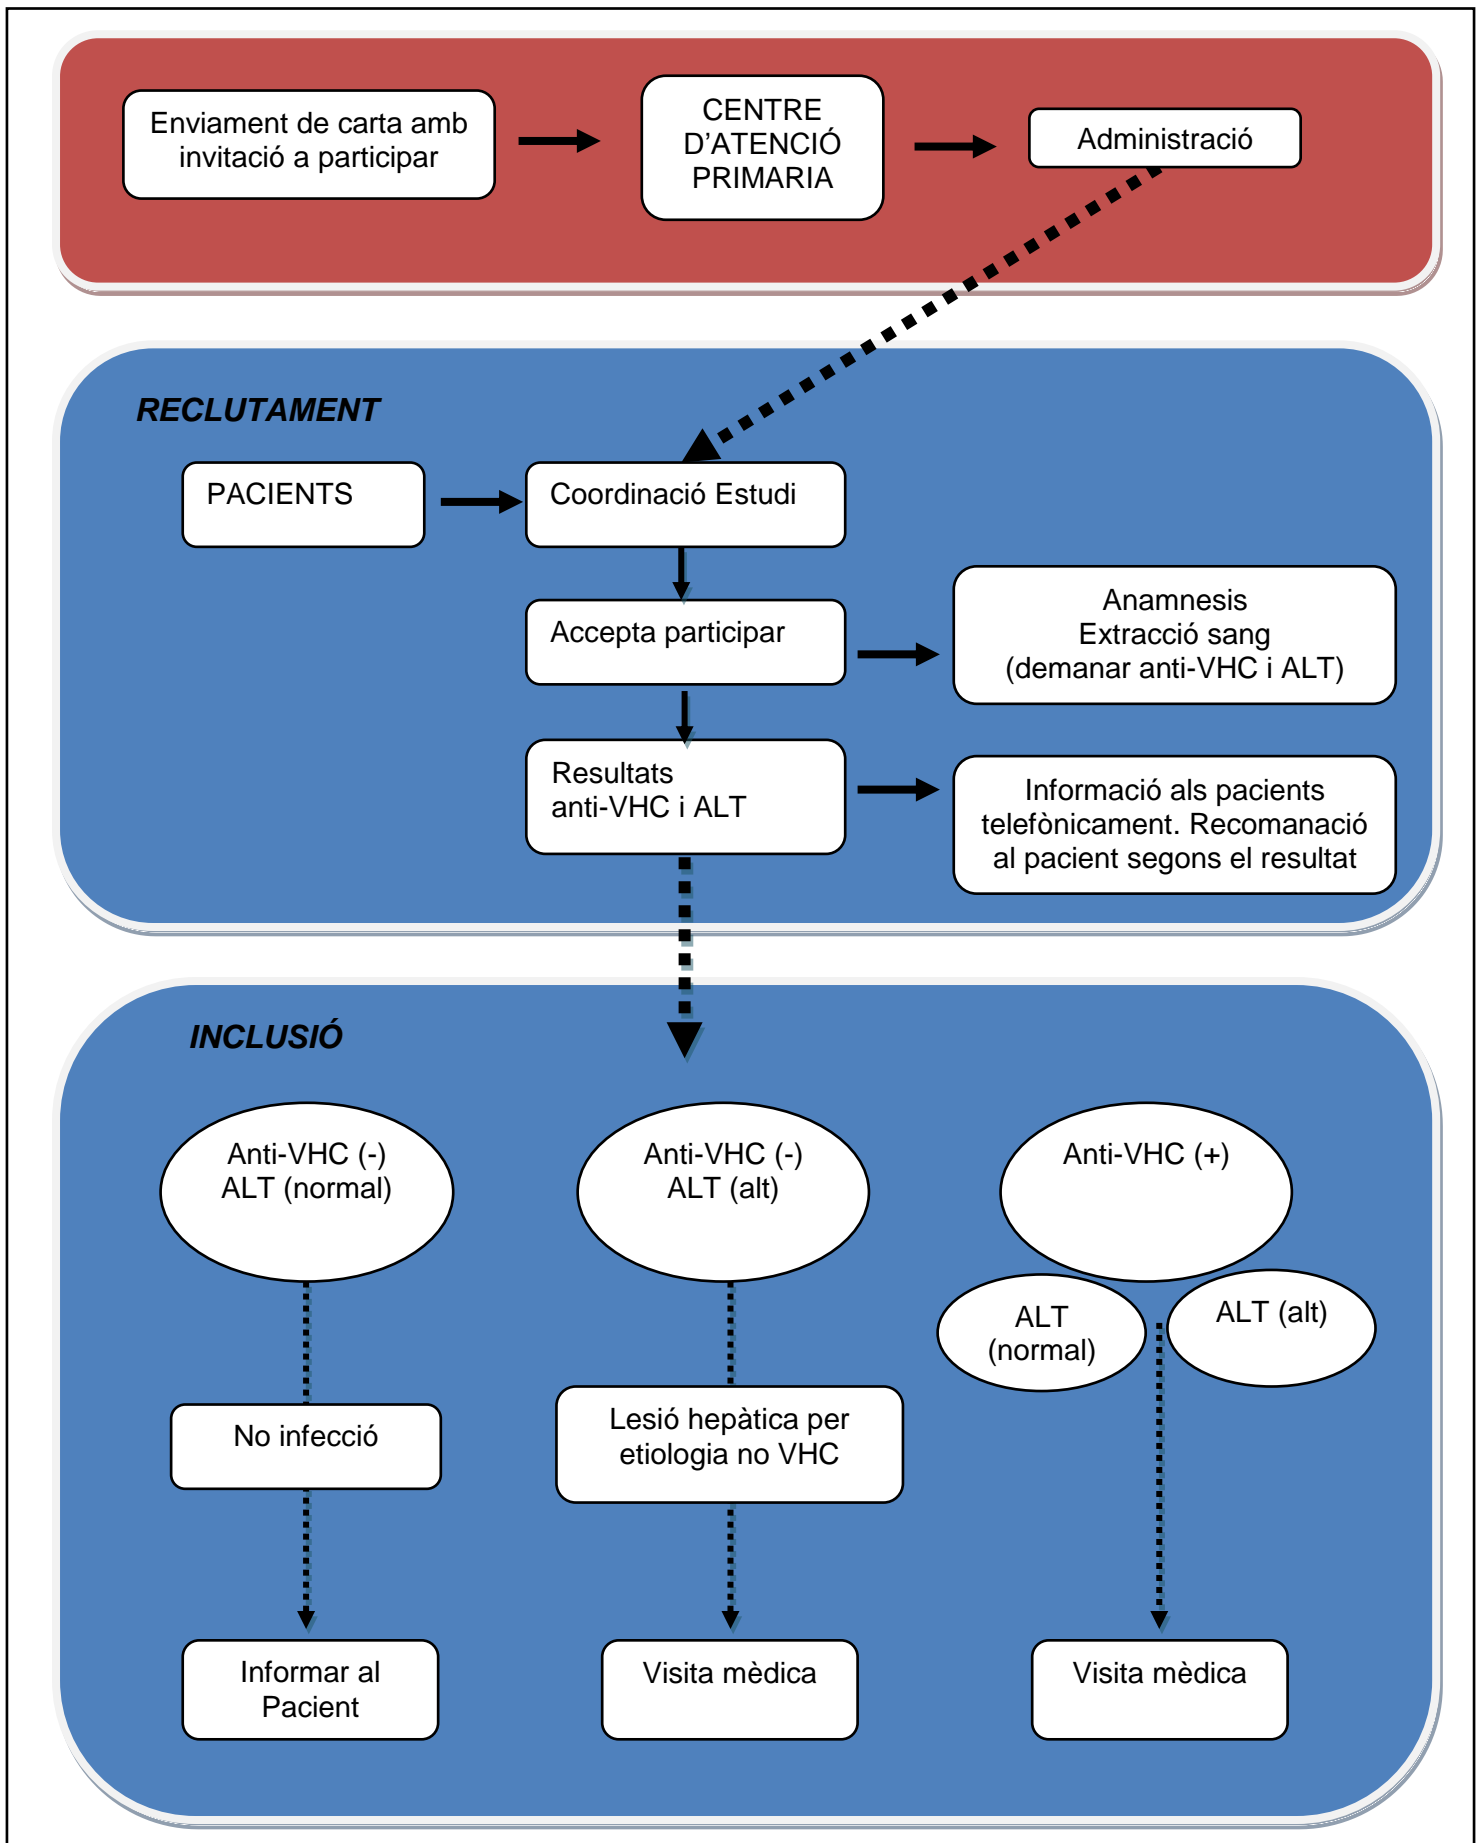 Enviament de carta amb
invitació a participar
CENTRE
D’ATENCIÓ
PRIMARIA
Administració
RECLUTAMENT
PACIENTS
Coordinació Estudi
Accepta participar
Anamnesis
Extracció sang
(demanar anti-VHC i ALT)
Resultats
anti-VHC i ALT
Informació als pacients
telefònicament. Recomanació
al pacient segons el resultat
INCLUSIÓ
Anti-VHC (-)
ALT (normal)
Anti-VHC (-)
ALT (alt)
Anti-VHC (+)
ALT
(normal)
ALT (alt)
No infecció
Lesió hepàtica per
etiologia no VHC
Informar al
Pacient
Visita mèdica
Visita mèdica